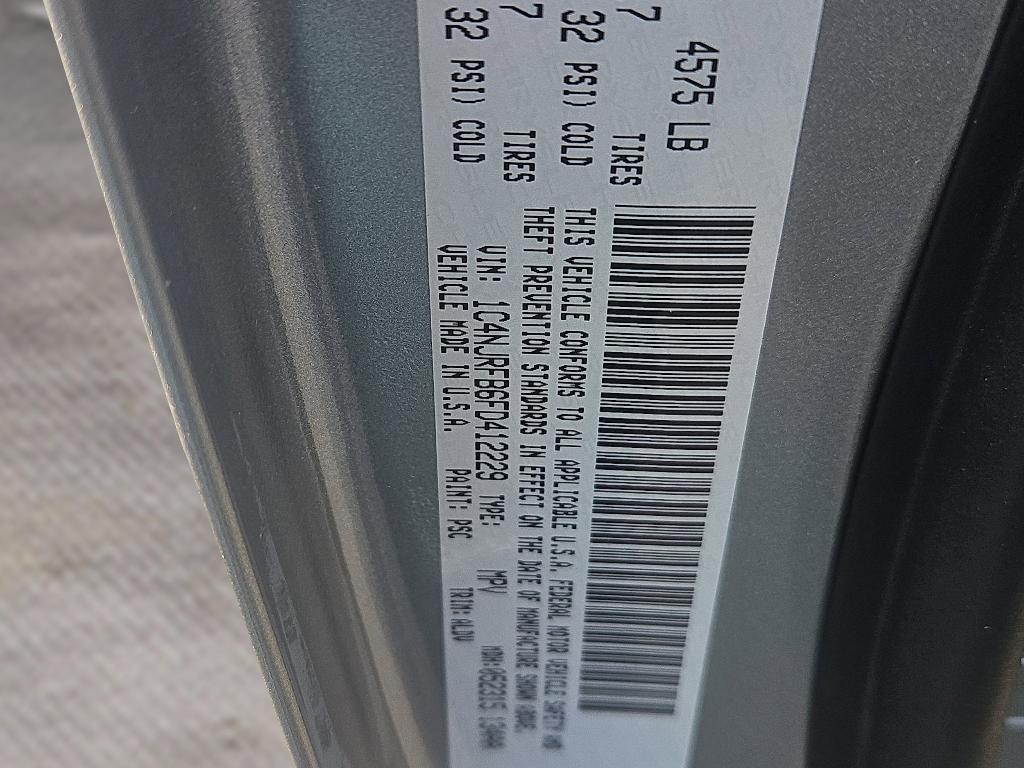 4575 LB
7 TIRES
32 PSI) COLD
7 TIRES
32 PSI) COLD
THIS VEHICLE CONFORMS TO ALL APPLICABLE U.S.A. FEDERAL MOTOR VEHICLE SAFETY AND
THEFT PREVENTION STANDARDS IN EFFECT ON THE DATE OF MANUFACTURE SHOWN ABOVE.
VIN: 1C4NJRFB6FD412229 TYPE: MPV MDH:052315
VEHICLE MADE IN U.S.A. PAINT: PSC TRIM: